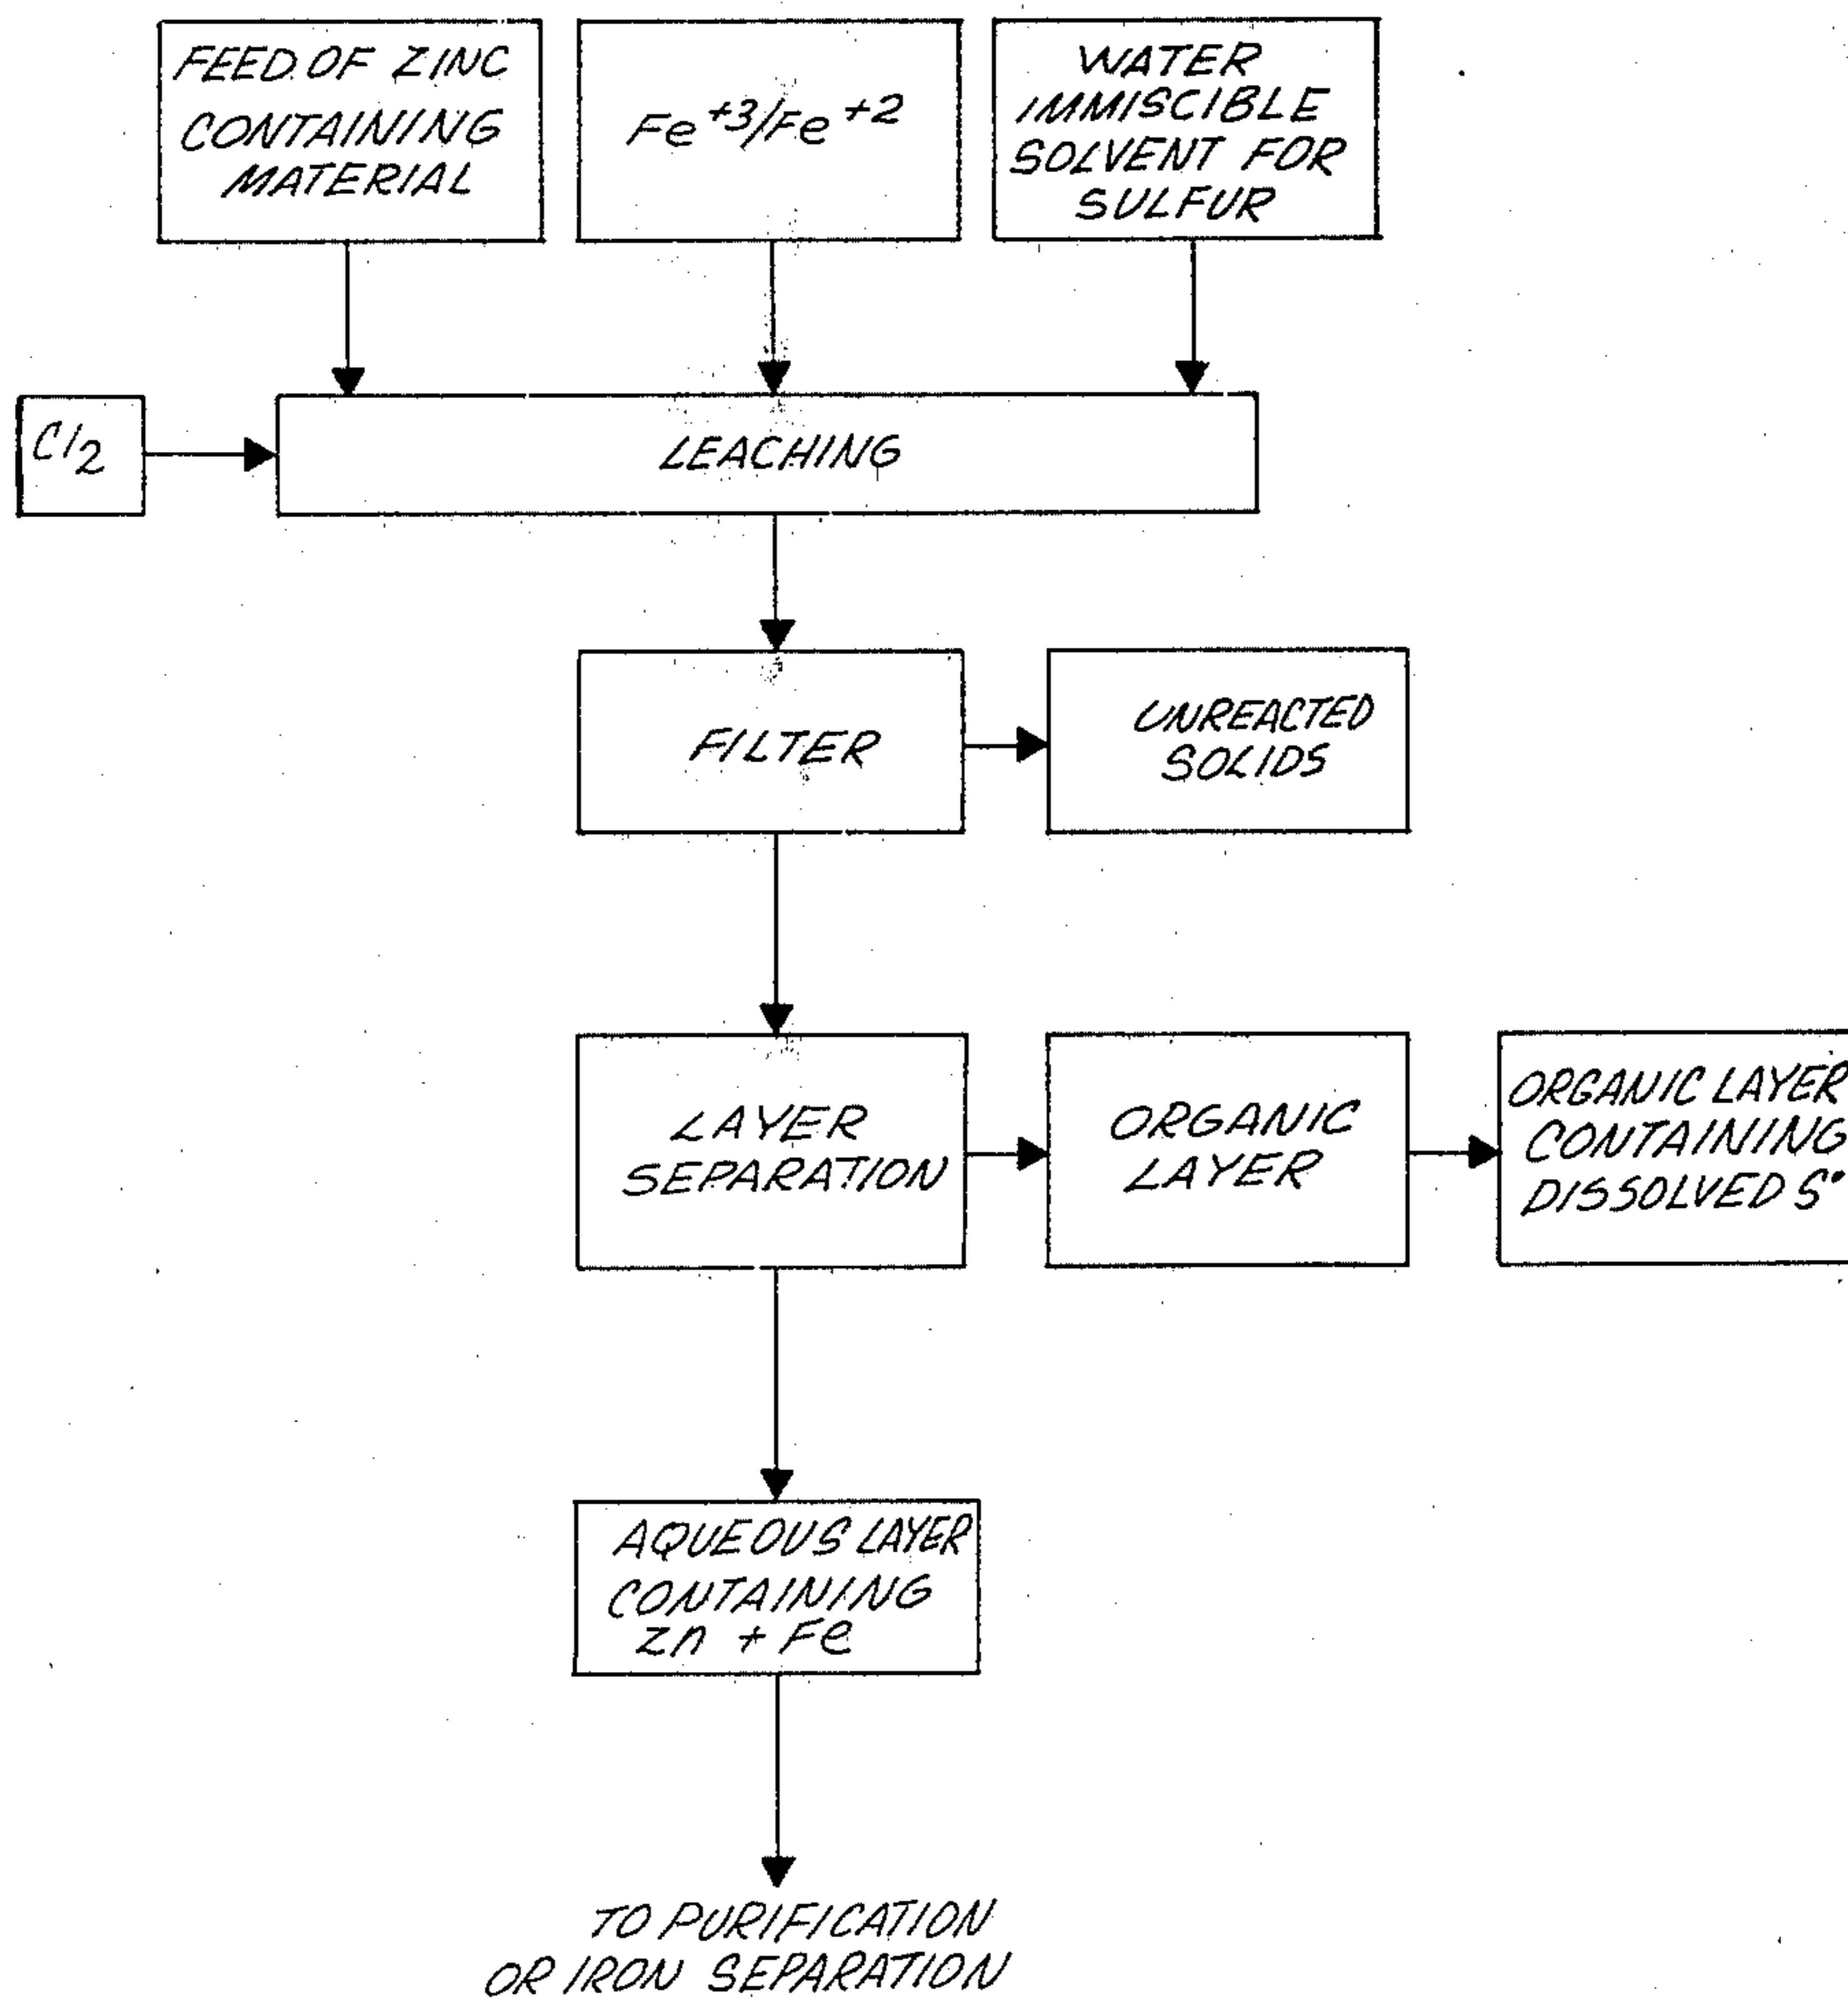 FEED OF ZINC
CONTAINING
MATERIAL
Fe+3/Fe+2
WATER
IMMISCIBLE
SOLVENT FOR
SULFUR
Cl2
LEACHING
FILTER
UNREACTED
SOLIDS
LAYER
SEPARATION
ORGANIC
LAYER
ORGANIC LAYER
CONTAINING
DISSOLVED S°
AQUEOUS LAYER
CONTAINING
Zn + Fe
TO PURIFICATION
OR IRON SEPARATION